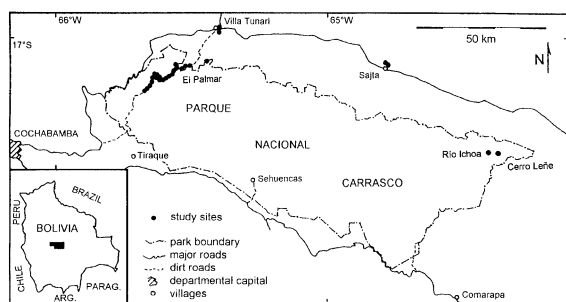 66°W
Villa Tunari
65°W
17°S
50 km
N
Sajta
El Palmar
PARQUE
COCHABAMBA
NACIONAL
Río Ichoa
Cerro Leñe
Tiraque
Sehuencas
CARRASCO
BRAZIL
PERU
BOLIVIA
CHILE
PARAG.
ARG.
study sites
park boundary
major roads
dirt roads
departmental capital
villages
Comarapa